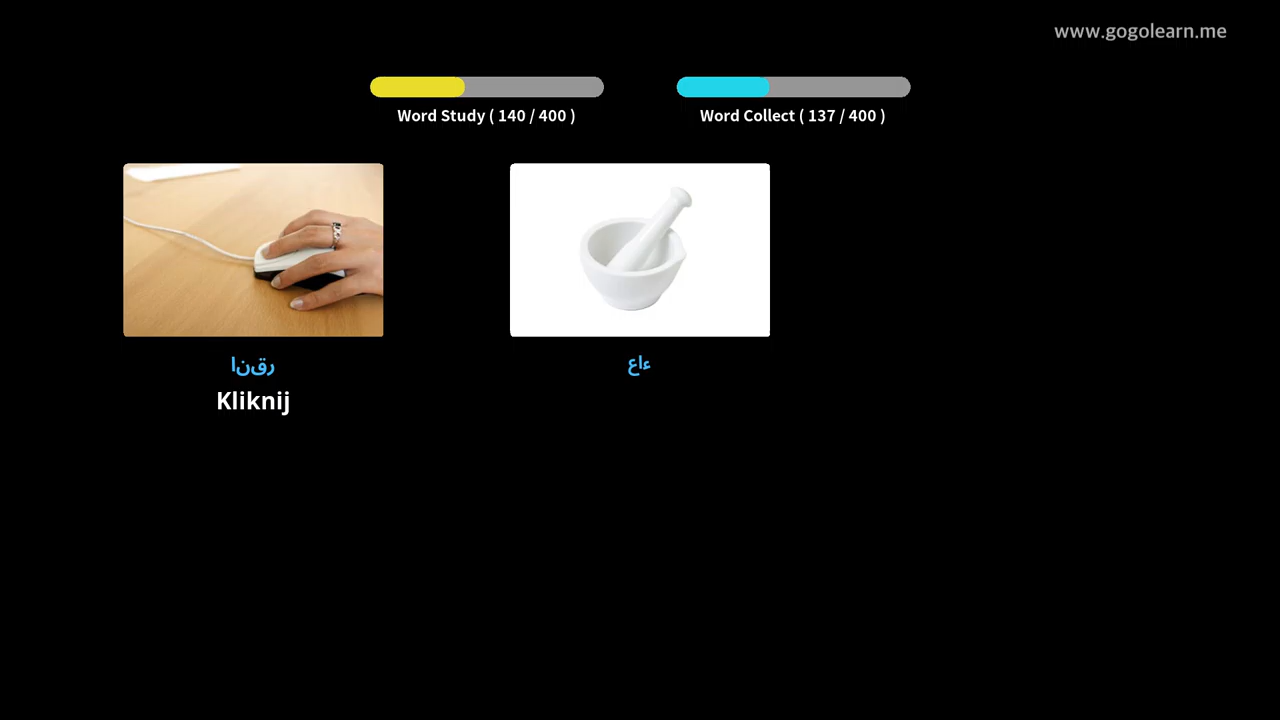 www.gogolearn.me
Word Study ( 140 / 400 )
Word Collect ( 137 / 400 )
رقنا
Kliknij
ءاع